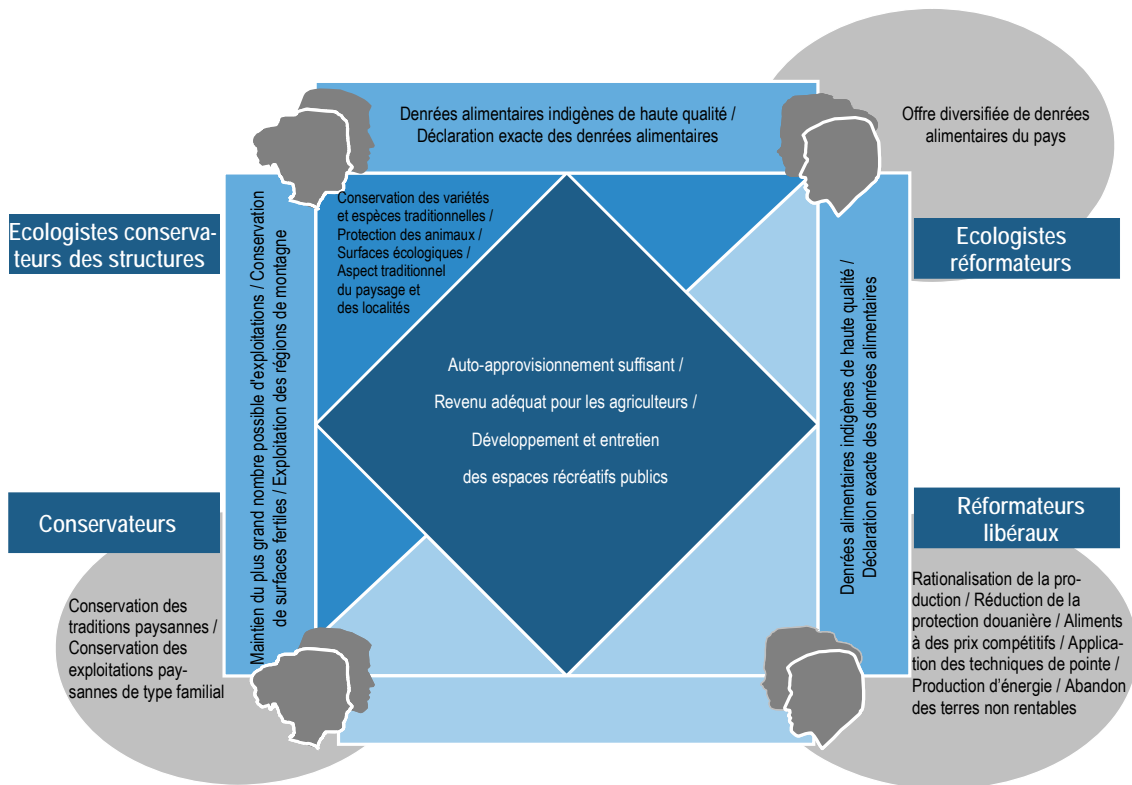 Denrées alimentaires indigènes de haute qualité /
Déclaration exacte des denrées alimentaires
Offre diversifiée de denrées
alimentaires du pays
Ecologistes conserva-
teurs des structures
Maintien du plus grand nombre possible d'exploitations / Conservation
de surfaces fertiles / Exploitation des régions de montagne
Conservation des variétés
et espèces traditionnelles /
Protection des animaux /
Surfaces écologiques /
Aspect traditionnel
du paysage et
des localités
Ecologistes
réformateurs
Auto-approvisionnement suffisant /
Revenu adéquat pour les agriculteurs /
Développement et entretien
des espaces récréatifs publics
Denrées alimentaires indigènes de haute qualité /
Déclaration exacte des denrées alimentaires
Conservateurs
Conservation des
traditions paysannes /
Conservation des
exploitations pay-
sannes de type familial
Réformateurs
libéraux
Rationalisation de la pro-
duction / Réduction de la
protection douanière / Aliments
à des prix compétitifs / Applica-
tion des techniques de pointe /
Production d'énergie / Abandon
des terres non rentables